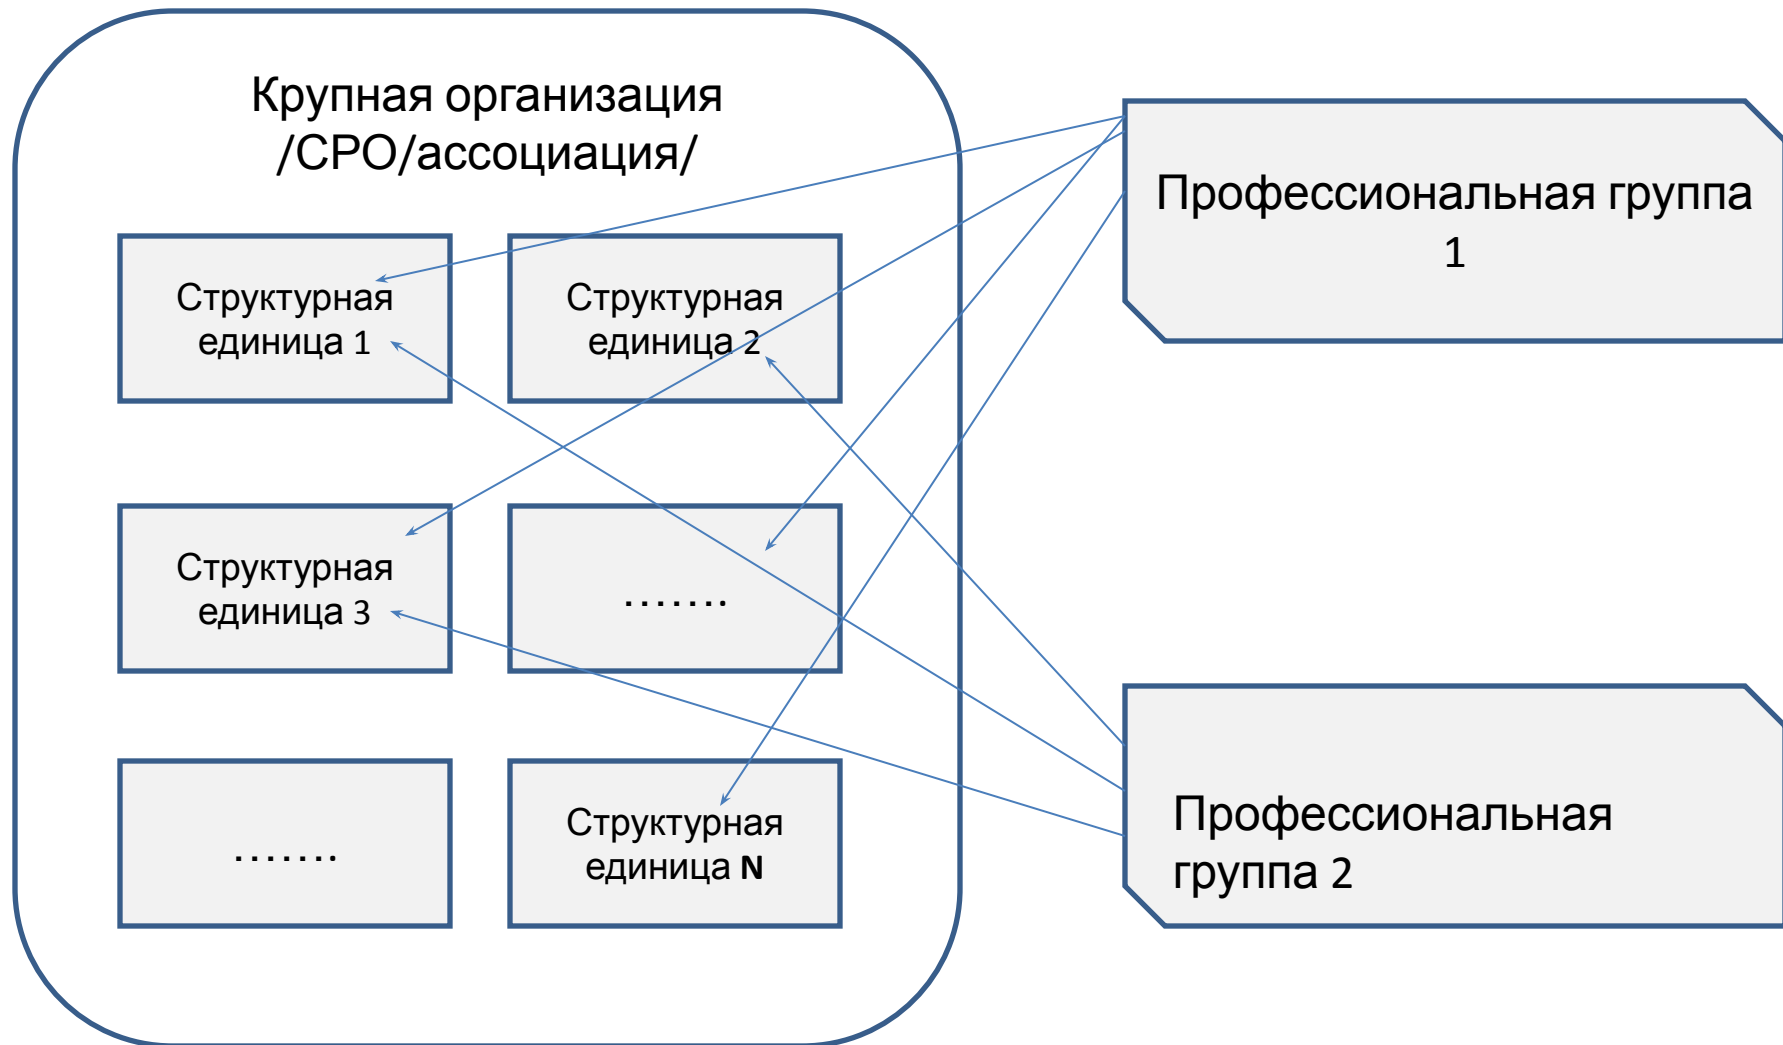 Крупная организация
/СРО/ассоциация/
Структурная
единица 1
Структурная
единица 2
Структурная
единица 3
.......
.......
Структурная
единица N
Профессиональная группа
1
Профессиональная
группа 2